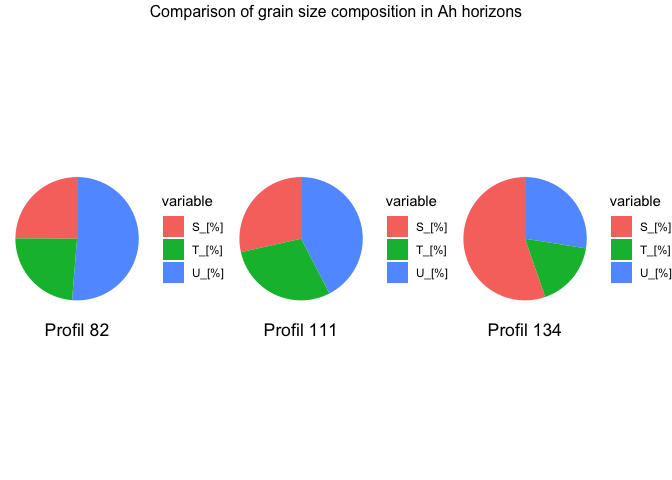 Comparison of grain size composition in Ah horizons
variable
S_[%]
T_[%]
U_[%]
Profil 82
variable
S_[%]
T_[%]
U_[%]
Profil 111
variable
S_[%]
T_[%]
U_[%]
Profil 134